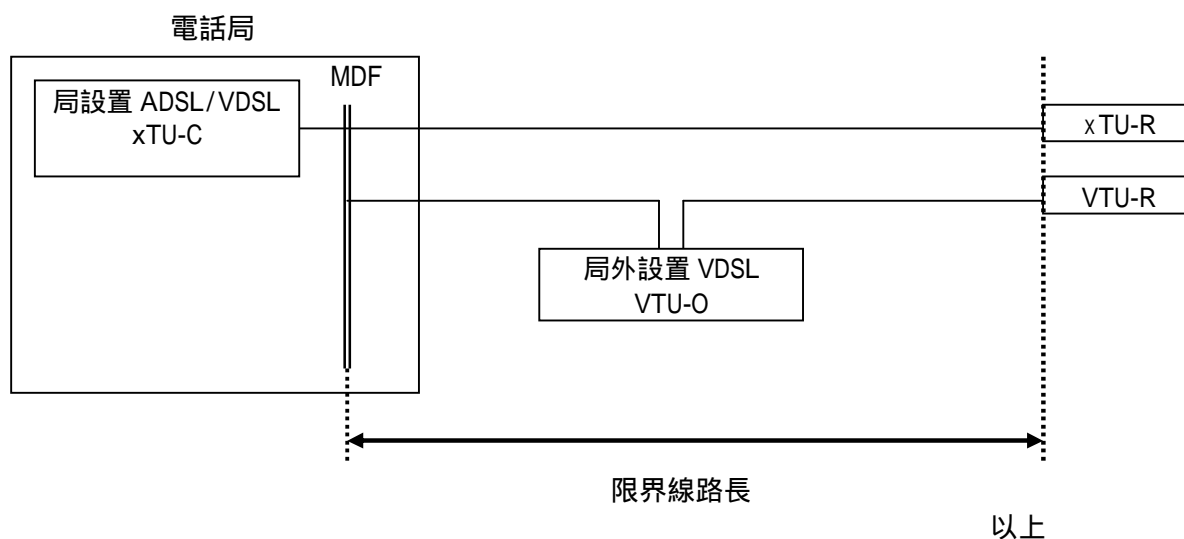 電話局
MDF
局設置 ADSL/VDSL
xTU-C
xTU-R
VTU-R
局外設置 VDSL
VTU-O
限界線路長
以上